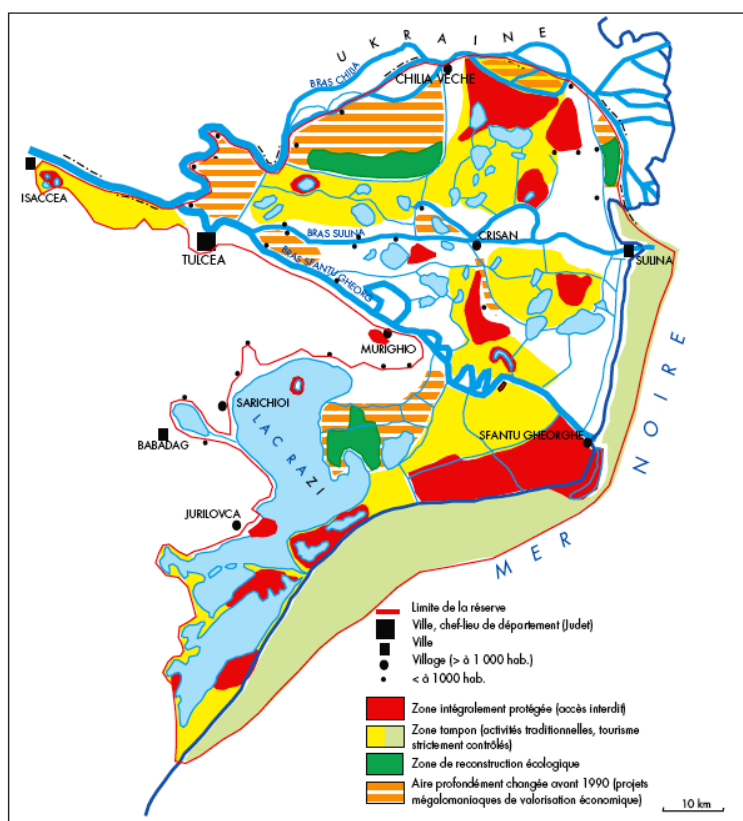 UKRAINE
BRAS CHILIA
CHILIA VECHE
ISACCEA
TULCEA
BRAS SULINA
CRISAN
SULINA
BRAS SFANTU GHEORG
MURIGHIO
SARICHIOI
BABADAG
LAC RAZI
SFANTU GHEORGHE
JURILOVCA
MER NOIRE
Limite de la réserve
Ville, chef-lieu de département (Judet)
Ville
Village (> à 1 000 hab.)
< à 1000 hab.
Zone intégralement protégée (accès interdit)
Zone tampon (activités traditionnelles, tourisme
strictement contrôlés)
Zone de reconstruction écologique
Aire profondément changée avant 1990 (projets
mégalomaniaques de valorisation économique)
10 km